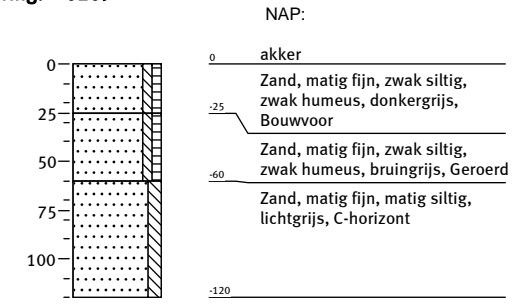 NAP:
0
akker
0
Zand, matig fijn, zwak siltig,
zwak humeus, donkergrijs,
Bouwvoor
25
-25
Zand, matig fijn, zwak siltig,
zwak humeus, bruingrijs, Geroerd
50
-60
Zand, matig fijn, matig siltig,
lichtgrijs, C-horizont
75
100
-120